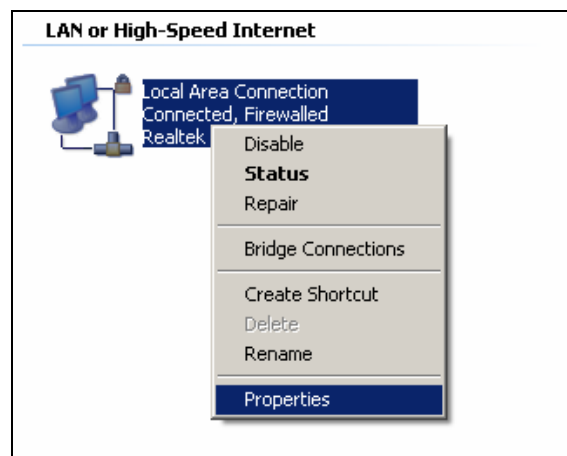 LAN or High-Speed Internet
Local Area Connection
Connected, Firewalled
Realtek
Disable
Status
Repair
Bridge Connections
Create Shortcut
Delete
Rename
Properties